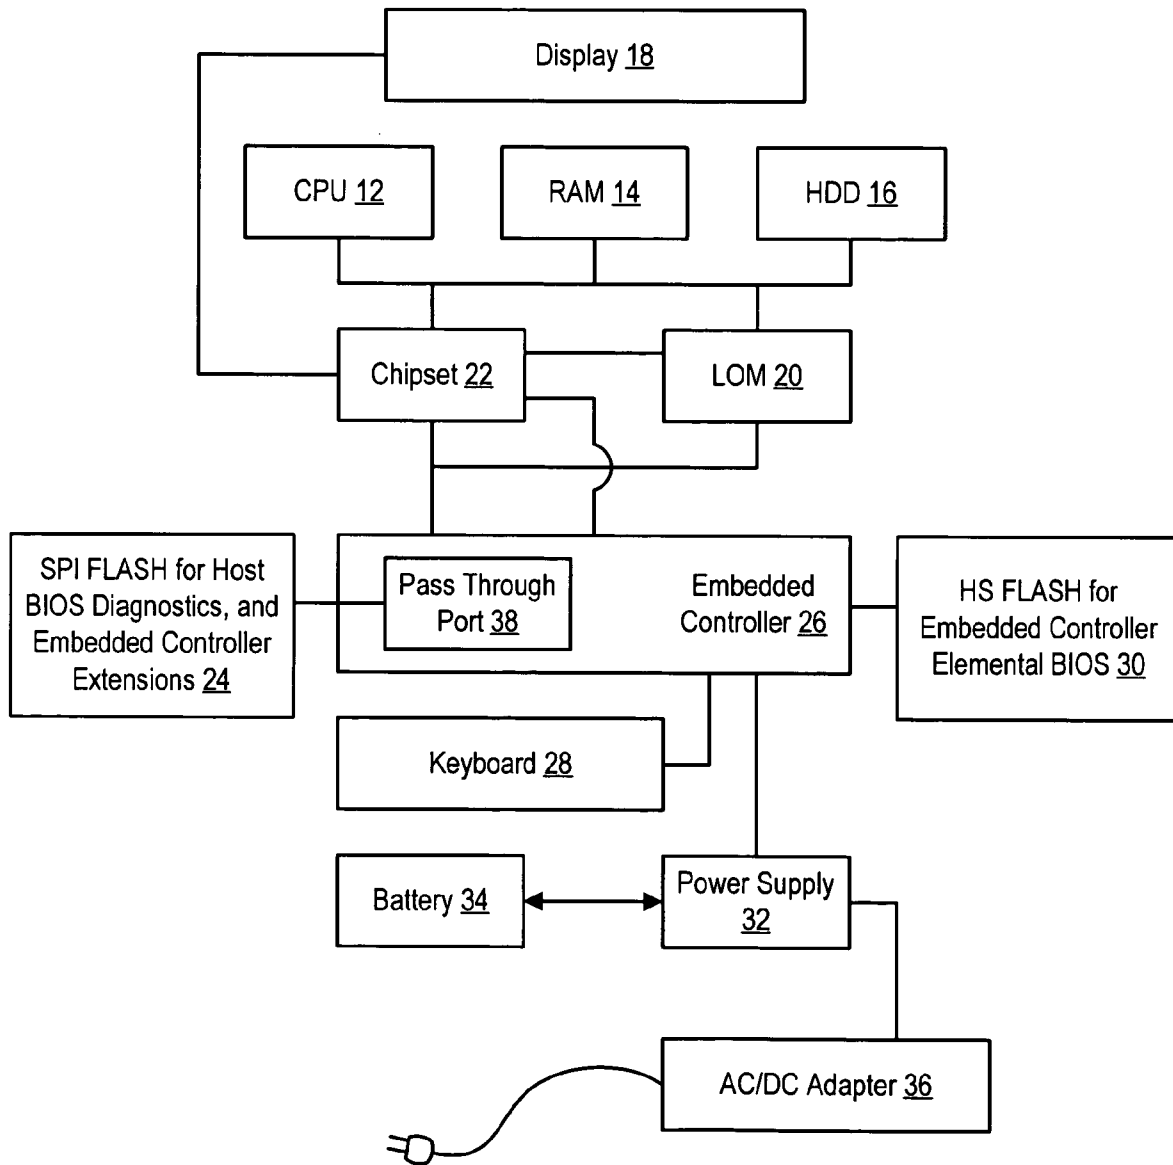 Display 18
CPU 12
RAM 14
HDD 16
Chipset 22
LOM 20
SPI FLASH for Host
BIOS Diagnostics, and
Embedded Controller
Extensions 24
Pass Through
Port 38
Embedded
Controller 26
HS FLASH for
Embedded Controller
Elemental BIOS 30
Keyboard 28
Battery 34
Power Supply
32
AC/DC Adapter 36